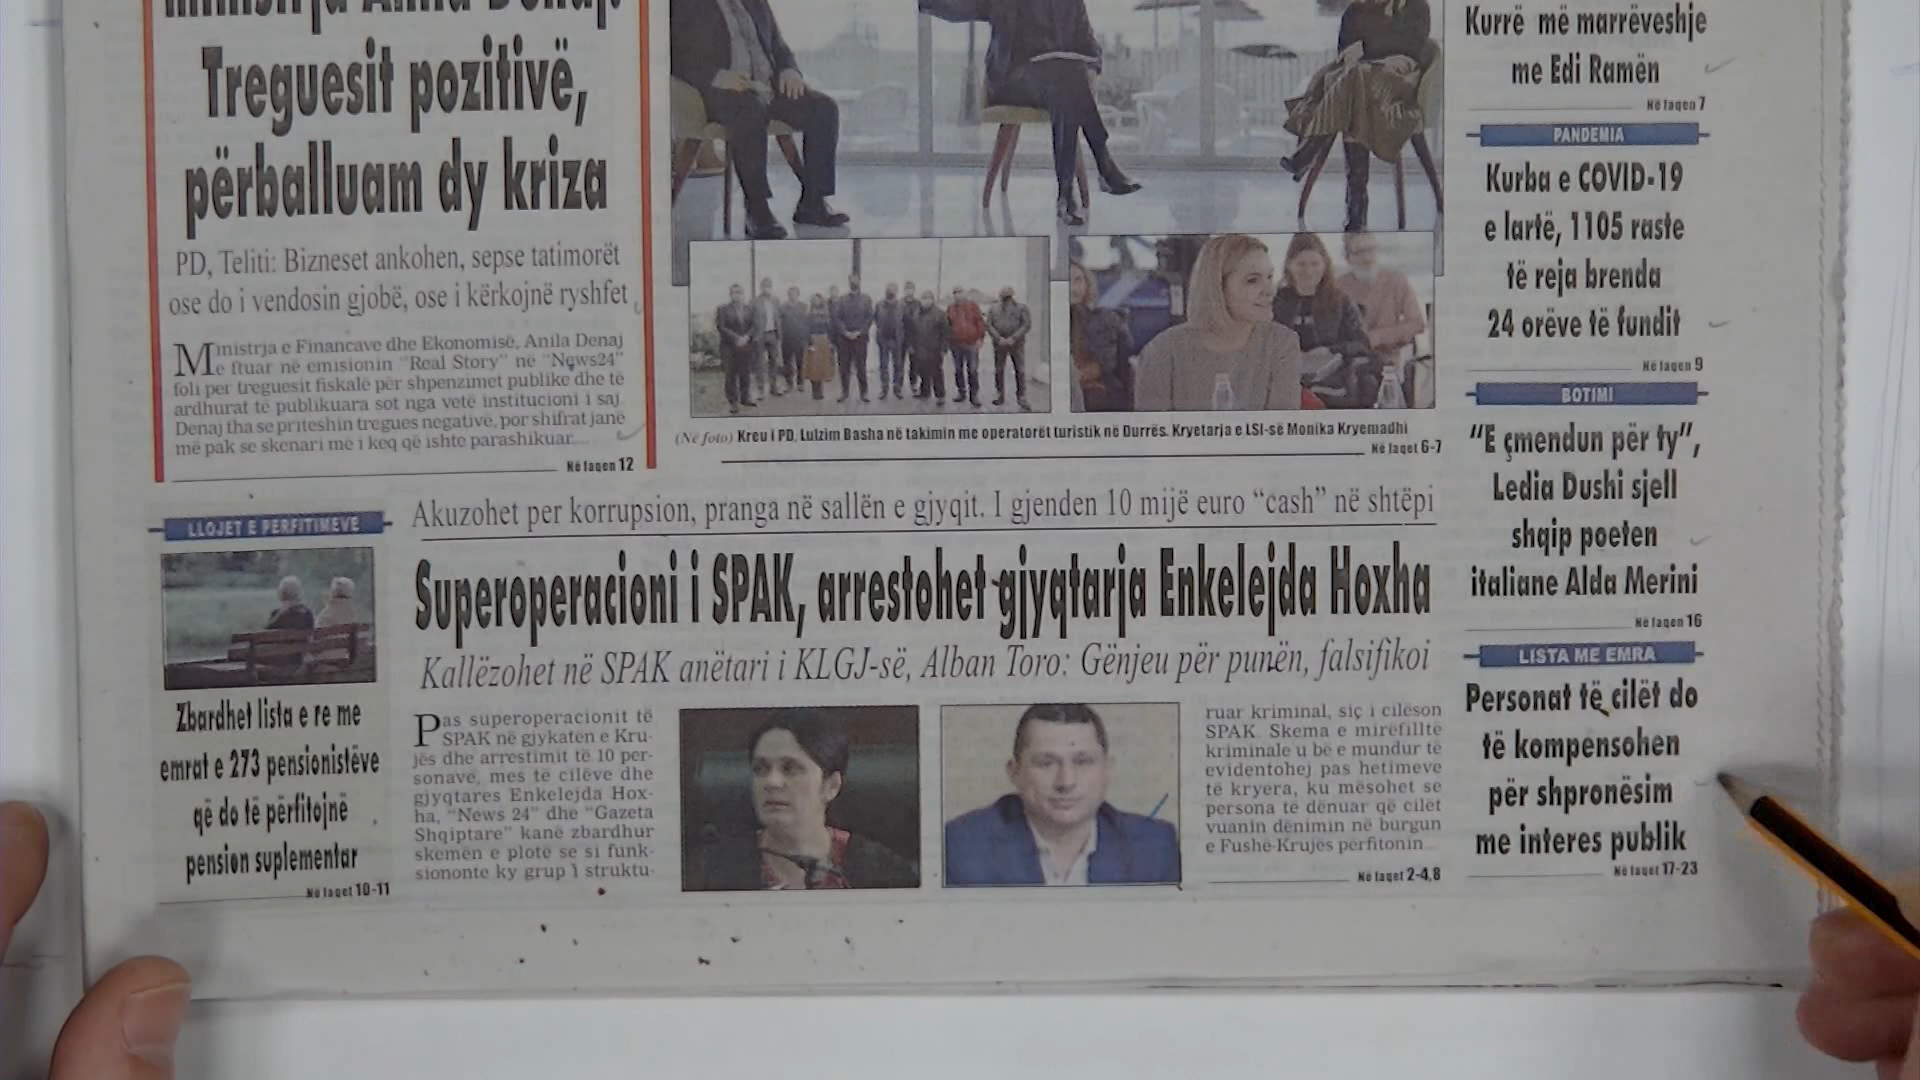 Treguesit pozitivë,
përballuam dy kriza
PD, Teliti: Bizneset ankohen, sepse tatimorët
ose do i vendosin gjobë, ose i kërkojnë ryshfet
Ministrja e Financave dhe Ekonomisë, Anila Denaj
e ftuar në emisionin "Real Story" në "News24"
foli për treguesit fiskalë për shpenzimet publike dhe të
ardhurat të publikuara sot nga vetë institucioni i saj.
Denaj tha se priteshin tregues negativë, por shifrat janë
më pak se skenari më i keq që ishte parashikuar....
Në faqen 12
(Në foto) Kreu i PD, Lulzim Basha në takimin me operatorët turistik në Durrës. Kryetarja e LSI-së Monika Kryemadhi
Në faqet 6-7
LLOJET E PËRFITIMEVE
Zbardhet lista e re me
emrat e 273 pensionistëve
që do të përfitojnë
pension suplementar
Në faqet 10-11
Akuzohet për korrupsion, pranga në sallën e gjyqit. I gjenden 10 mijë euro "cash" në shtëpi
Superoperacioni i SPAK, arrestohet gjyqtarja Enkelejda Hoxha
Kallëzohet në SPAK anëtari i KLGJ-së, Alban Toro: Gënjeu për punën, falsifikoi
Pas superoperacionit të
SPAK në gjykatën e Kru-
jës dhe arrestimit të 10 per-
sonave, mes të cilëve dhe
gjyqtares Enkelejda Hox-
ha, "News 24" dhe "Gazeta
Shqiptare" kanë zbardhur
skemën e plotë se si funk-
siononte ky grup i struktu-
ruar kriminal, siç i cilëson
SPAK. Skema e mirëfilltë
kriminale u bë e mundur të
evidentohej pas hetimeve
të kryera, ku mësohet se
persona të dënuar që cilët
vuanin dënimin në burgun
e Fushë-Krujës përfitonin...
Në faqet 2-4,8
Kurrë më marrëveshje
me Edi Ramën
Në faqen 7
PANDEMIA
Kurba e COVID-19
e lartë, 1105 raste
të reja brenda
24 orëve të fundit
Në faqen 9
BOTIMI
"E çmendun për ty",
Ledia Dushi sjell
shqip poeten
italiane Alda Merini
Në faqen 16
LISTA ME EMRA
Personat të cilët do
të kompensohen
për shpronësim
me interes publik
Në faqet 17-23